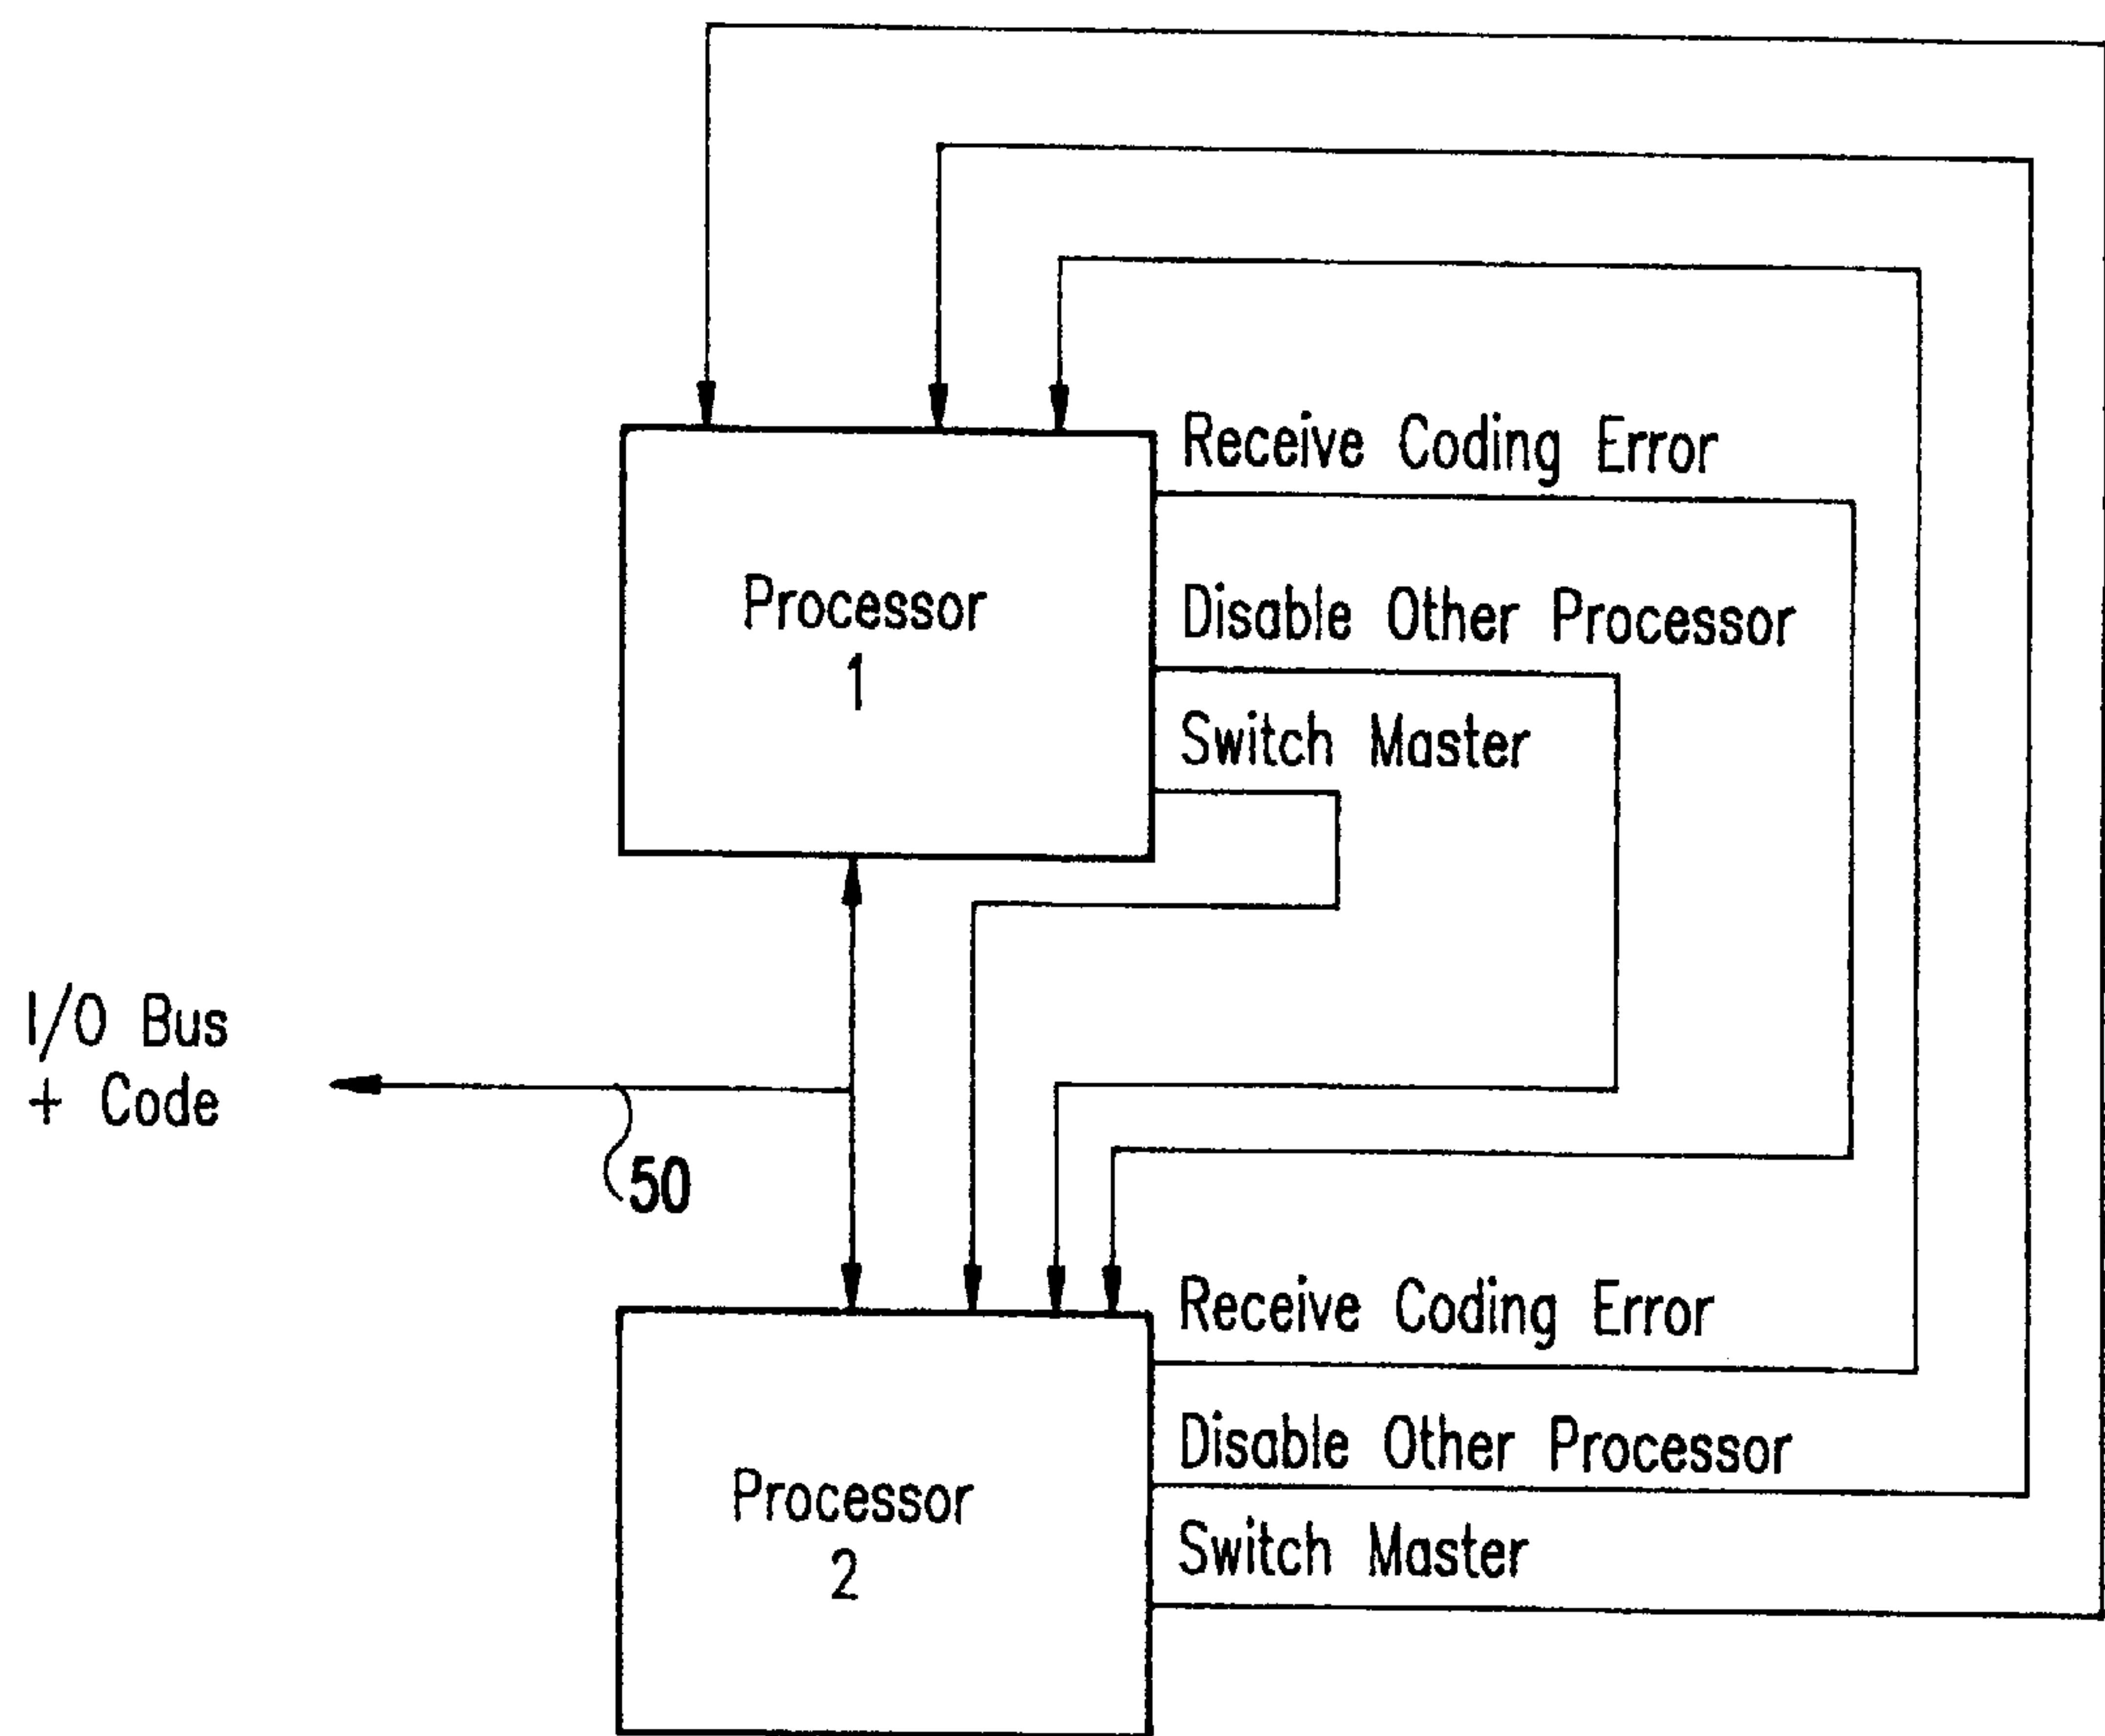 Receive Coding Error
Processor
1
Disable Other Processor
Switch Master
I/O Bus
+ Code
50
Receive Coding Error
Disable Other Processor
Processor
2
Switch Master